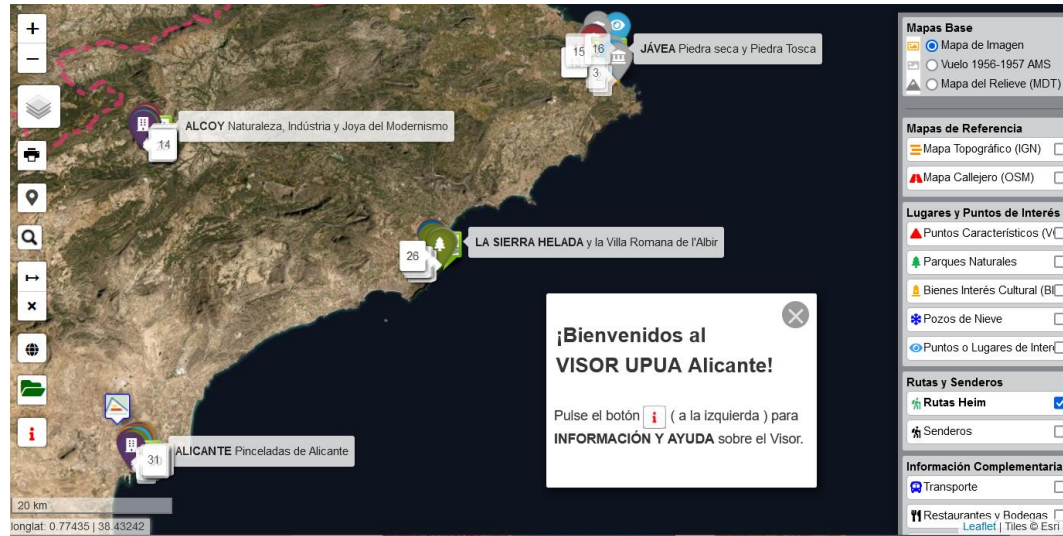 +
−
15 16
3
JÁVEA Piedra seca y Piedra Tosca
ALCOY Naturaleza, Indústria y Joya del Modernismo
14
LA SIERRA HELADA y la Villa Romana de l'Albir
26
¡Bienvenidos al
VISOR UPUA Alicante!
Pulse el botón i ( a la izquierda ) para
INFORMACIÓN Y AYUDA sobre el Visor.
i
ALICANTE Pinceladas de Alicante
31
20 km
longlat: 0.77435 | 38.43242
Mapas Base
Mapa de Imagen
Vuelo 1956-1957 AMS
Mapa del Relieve (MDT)
Mapas de Referencia
Mapa Topográfico (IGN)
Mapa Callejero (OSM)
Lugares y Puntos de Interés
Puntos Característicos (V
Parques Naturales
Bienes Interés Cultural (BI
Pozos de Nieve
Puntos o Lugares de Inter
Rutas y Senderos
Rutas Heim
Senderos
Información Complementaria
Transporte
Restaurantes y Bodegas
Leaflet | Tiles © Esri